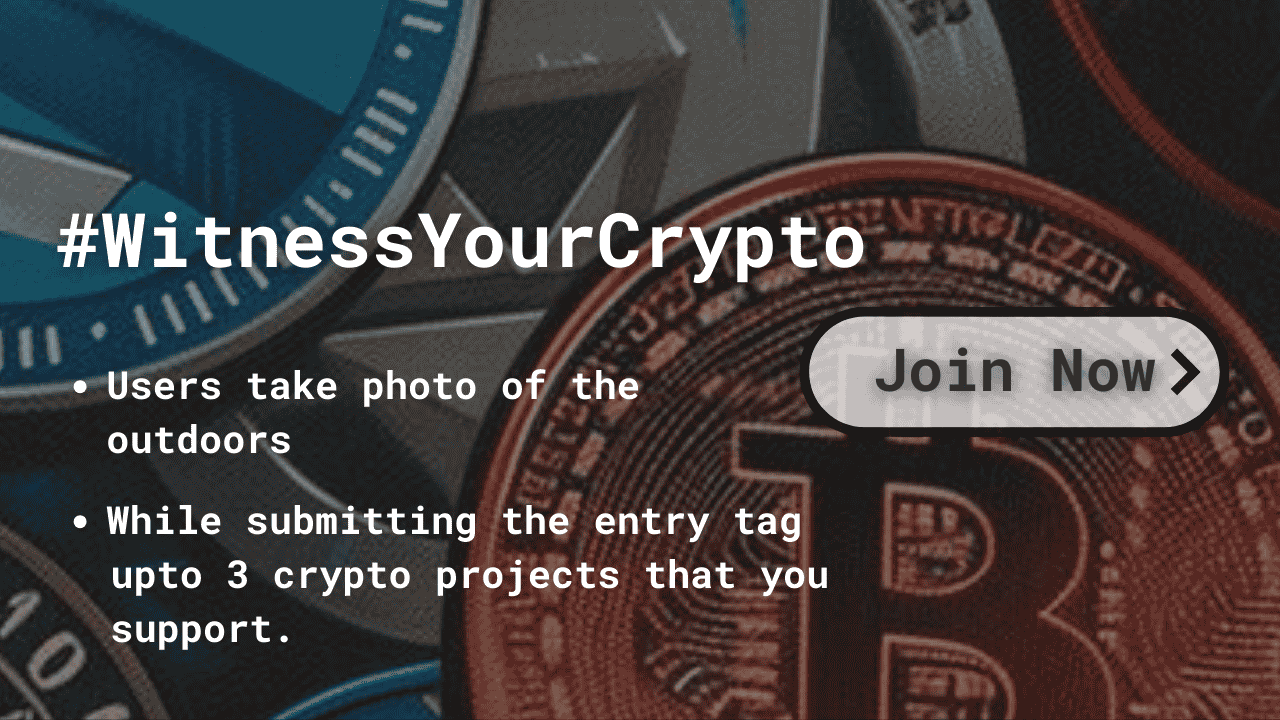 #WitnessYourCrypto
Join Now
• Users take photo of the
outdoors
• While submitting the entry tag
upto 3 crypto projects that you
support.